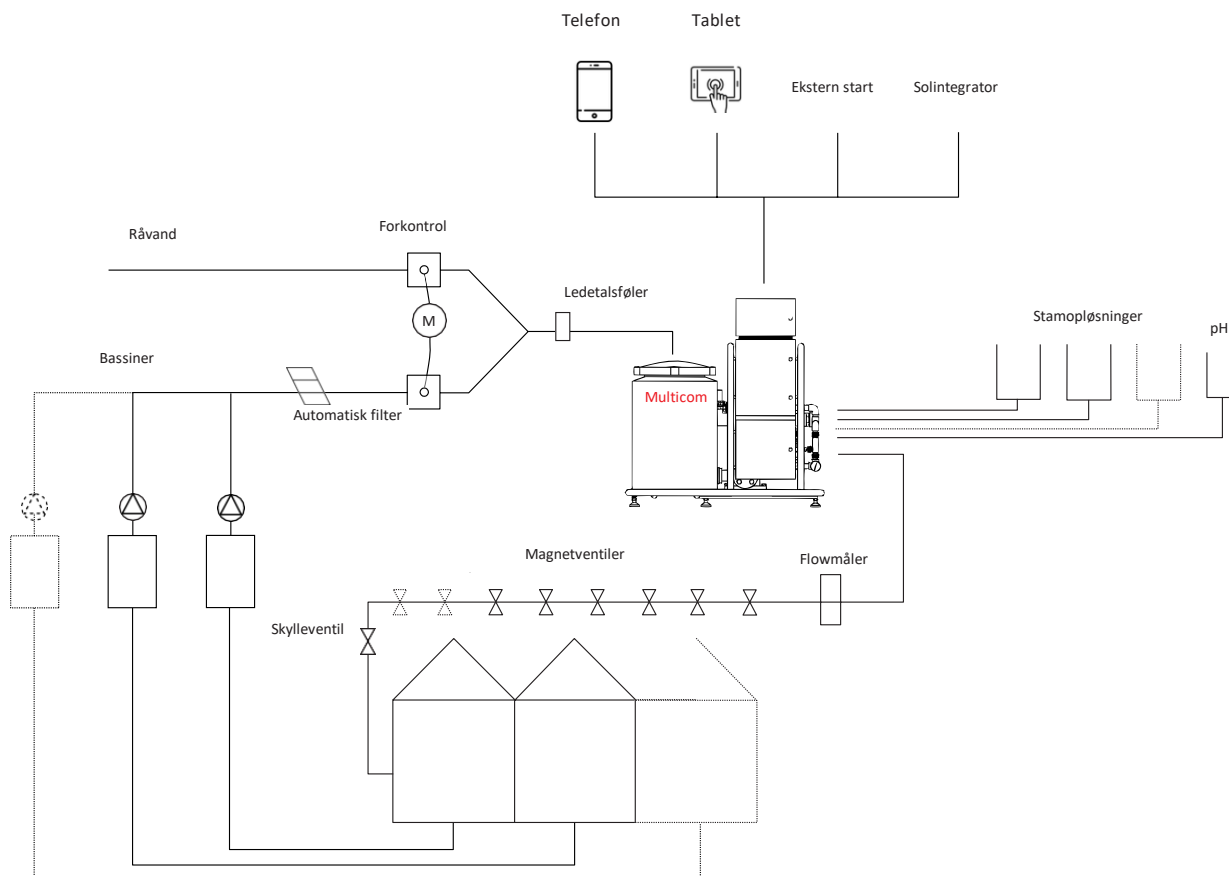 Telefon
Tablet
Ekstern start
Solintegrator
Råvand
Forkontrol
Ledetalsføler
M
Stamopløsninger
pH
Bassiner
Automatisk filter
Multicom
Magnetventiler
Flowmåler
Skylleventil